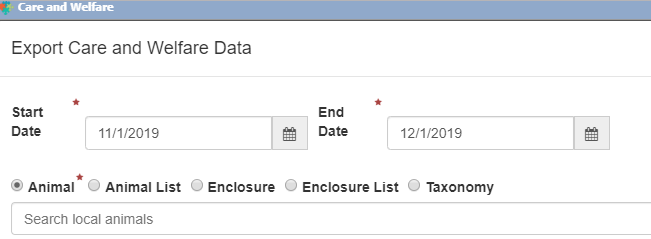 Care and Welfare
Export Care and Welfare Data
Start Date * 11/1/2019 End Date * 12/1/2019
Animal * Animal List Enclosure Enclosure List Taxonomy
Search local animals